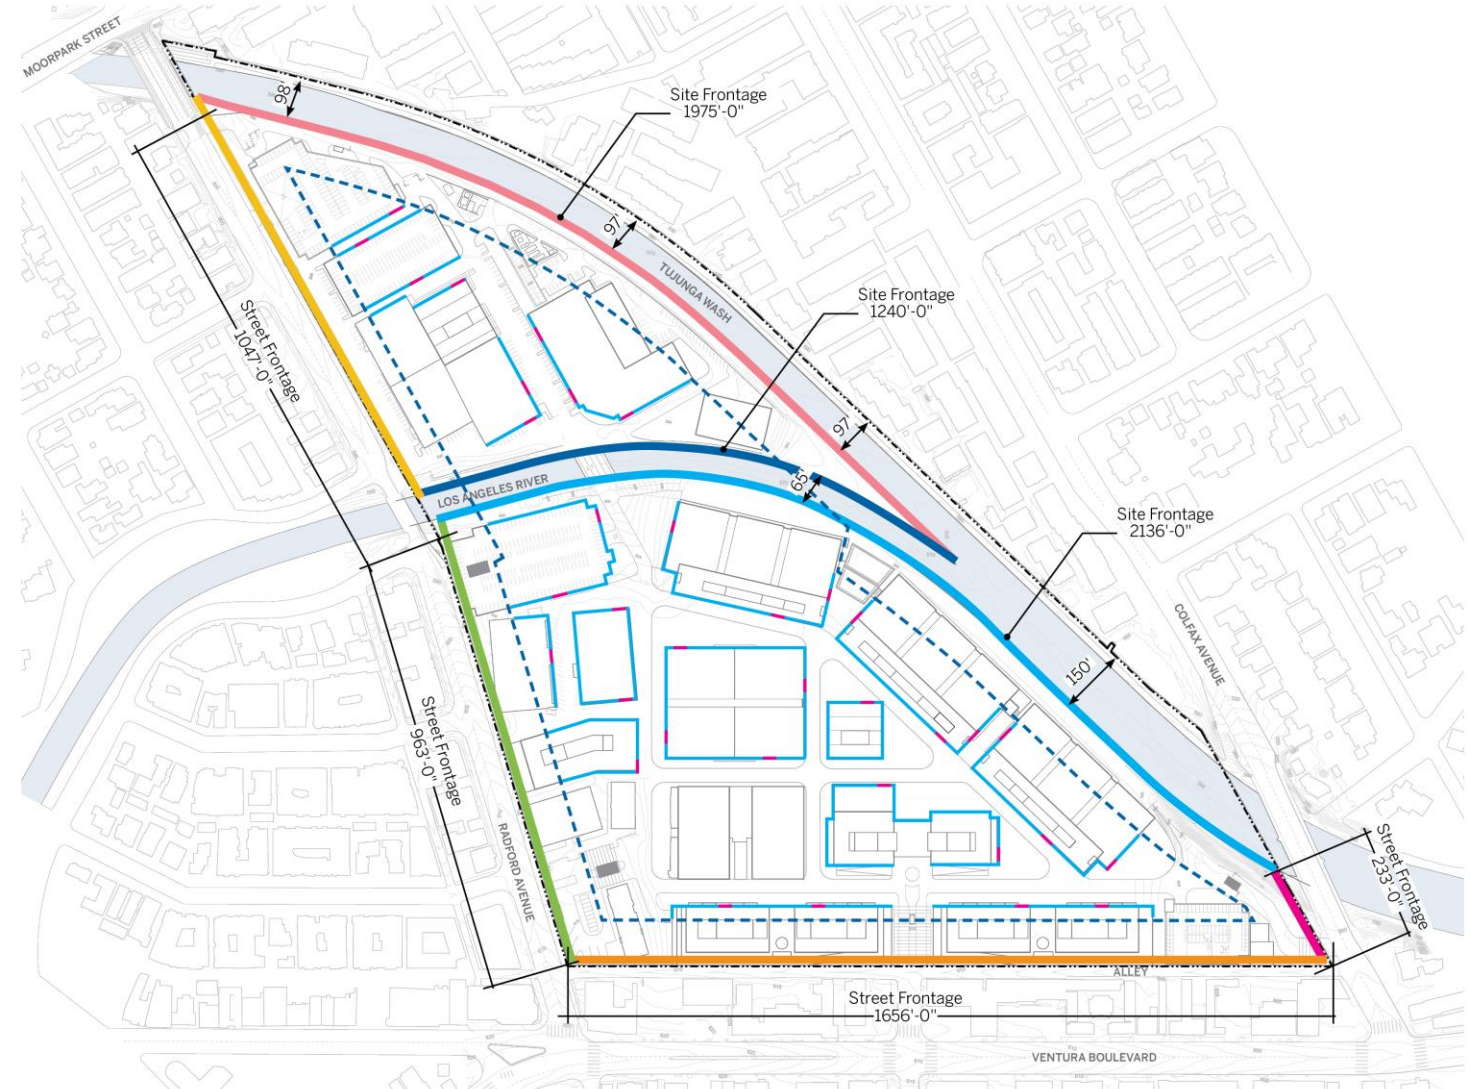 MOORPARK STREET
98'
Site Frontage
1975'-0"
97'
TUJUNGA WASH
Site Frontage
1240'-0"
Street Frontage
1047'-0"
97'
65'
LOS ANGELES RIVER
Site Frontage
2136'-0"
COLFAX AVENUE
150'
Street Frontage
963'-0"
RADFORD AVENUE
Street Frontage
233'-0"
ALLEY
Street Frontage
1656'-0"
VENTURA BOULEVARD